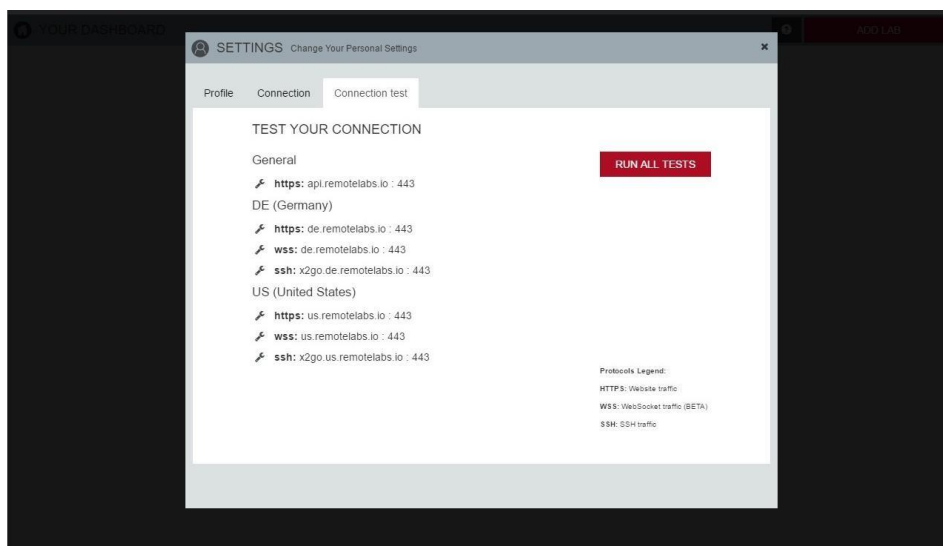 YOUR DASHBOARD
ADD LAB
SETTINGS Change Your Personal Settings
Profile Connection Connection test
TEST YOUR CONNECTION
General
RUN ALL TESTS
https: api.remotelabs.io : 443
DE (Germany)
https: de.remotelabs.io : 443
wss: de.remotelabs.io : 443
ssh: x2go.de.remotelabs.io : 443
US (United States)
https: us.remotelabs.io : 443
wss: us.remotelabs.io : 443
ssh: x2go.us.remotelabs.io : 443
Protocols Legend:
HTTPS: Website traffic
WSS: WebSocket traffic (BETA)
SSH: SSH traffic